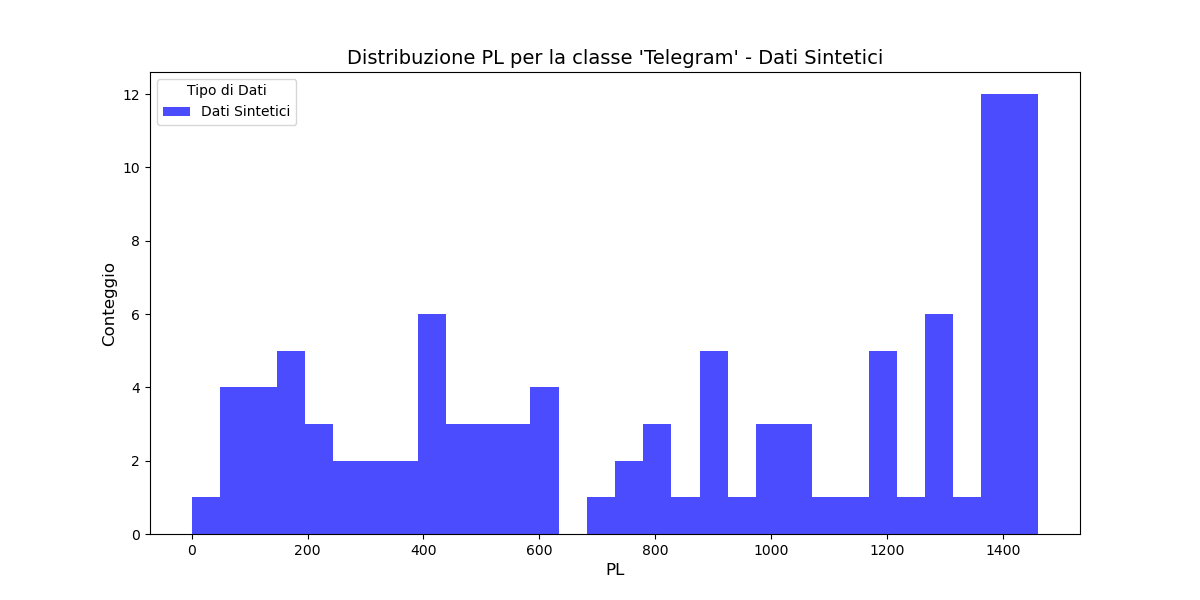 Distribuzione PL per la classe 'Telegram' - Dati Sintetici
Tipo di Dati
Dati Sintetici
12
10
8
6
4
2
0
Conteggio
0 200 400 600 800 1000 1200 1400
PL